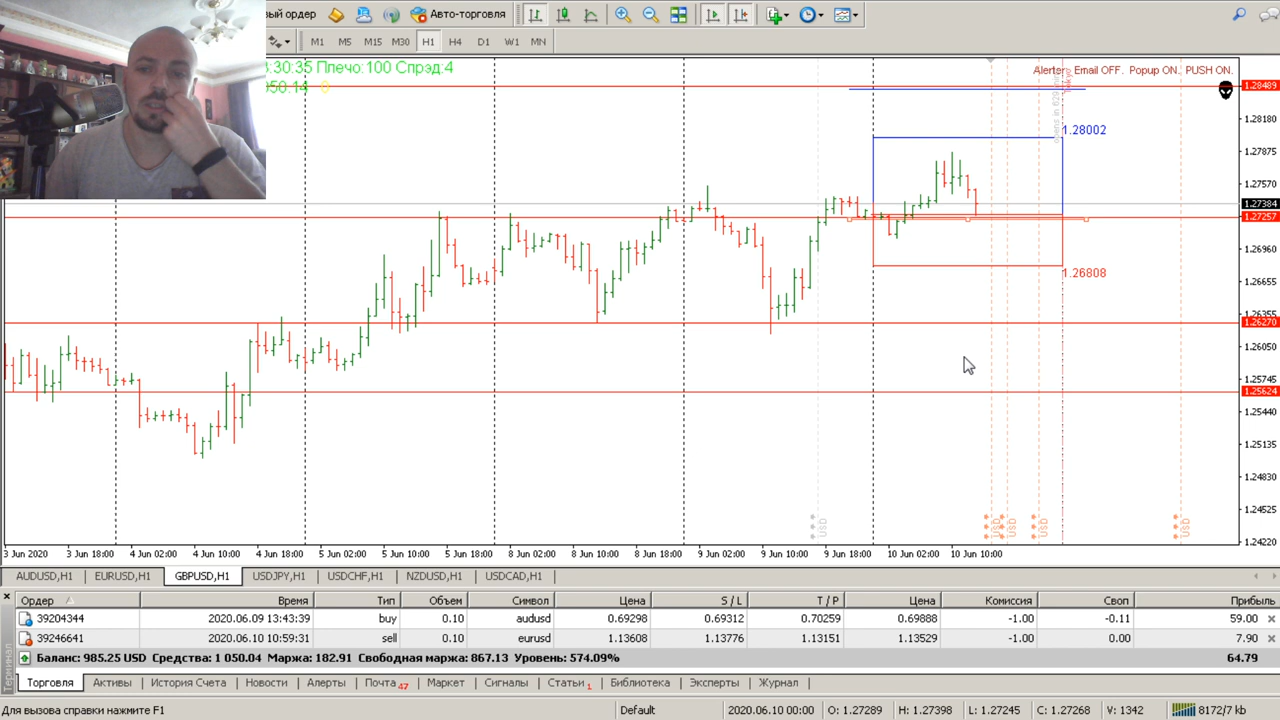 вый ордер Авто-торговля
M1 M5 M15 M30 H1 H4 D1 W1 MN
:30:35 Плечо:100 Спрэд:4
Alerter: Email OFF. Popup ON. PUSH ON.
1.28489
1.28180
1.28002
1.27875
1.27570
1.27384
1.27257
1.26960
1.26808
1.26655
1.26355
1.26270
1.26050
1.25745
1.25624
1.25440
1.25135
1.24830
1.24525
1.24220
USD USD USD USD USD
3 Jun 2020 3 Jun 18:00 4 Jun 02:00 4 Jun 10:00 4 Jun 18:00 5 Jun 02:00 5 Jun 10:00 5 Jun 18:00 8 Jun 02:00 8 Jun 10:00 8 Jun 18:00 9 Jun 02:00 9 Jun 10:00 9 Jun 18:00 10 Jun 02:00 10 Jun 10:00
AUDUSD,H1 EURUSD,H1 GBPUSD,H1 USDJPY,H1 USDCHF,H1 NZDUSD,H1 USDCAD,H1
Ордер Время Тип Объем Символ Цена S / L T / P Цена Комиссия Своп Прибыль
39204344 2020.06.09 13:43:39 buy 0.10 audusd 0.69298 0.69312 0.70259 0.69888 -1.00 -0.11 59.00
39246641 2020.06.10 10:59:31 sell 0.10 eurusd 1.13608 1.13776 1.13151 1.13529 -1.00 0.00 7.90
Баланс: 985.25 USD Средства: 1 050.04 Маржа: 182.91 Свободная маржа: 867.13 Уровень: 574.09% 64.79
Терминал
Торговля Активы История Счета Новости Алерты Почта 47 Маркет Сигналы Статьи 1 Библиотека Эксперты Журнал
Для вызова справки нажмите F1 Default 2020.06.10 00:00 O: 1.27289 H: 1.27398 L: 1.27245 C: 1.27268 V: 1342 8172/7 kb